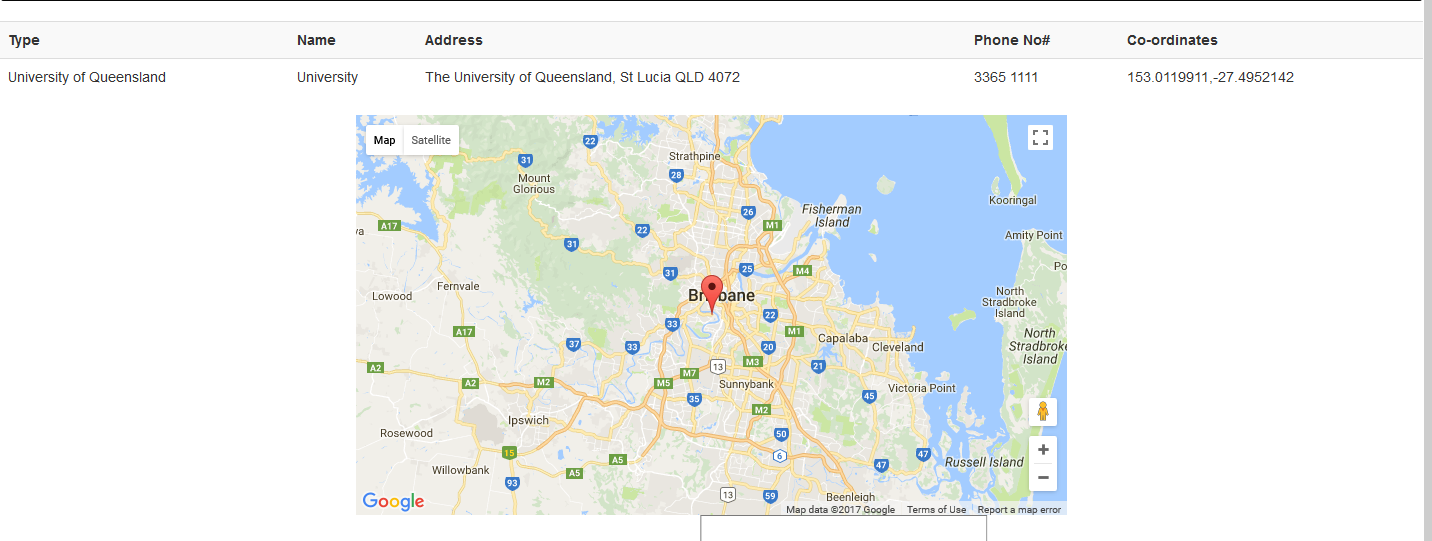 Type Name Address Phone No# Co-ordinates
University of Queensland University The University of Queensland, St Lucia QLD 4072 3365 1111 153.0119911,-27.4952142
Map Satellite
22
Strathpine
31
28
Mount
Glorious
Kooringal
26
Fisherman
Island
A17
M1
va
22
Amity Point
31
Po
31
25
M4
Fernvale
Lowood
Brisbane
North
Stradbroke
Island
22
33
A17
M1
North
Stradbroke
Island
37
33
20
Capalaba
Cleveland
A2
13
M3
21
M7
A2
M2
M5
Sunnybank
Victoria Point
35
45
M2
Ipswich
Rosewood
50
15
6
47
A5
47
Russell Island
Willowbank
A5
93
13
59
Beenleigh
Google
Map data ©2017 Google Terms of Use Report a map error